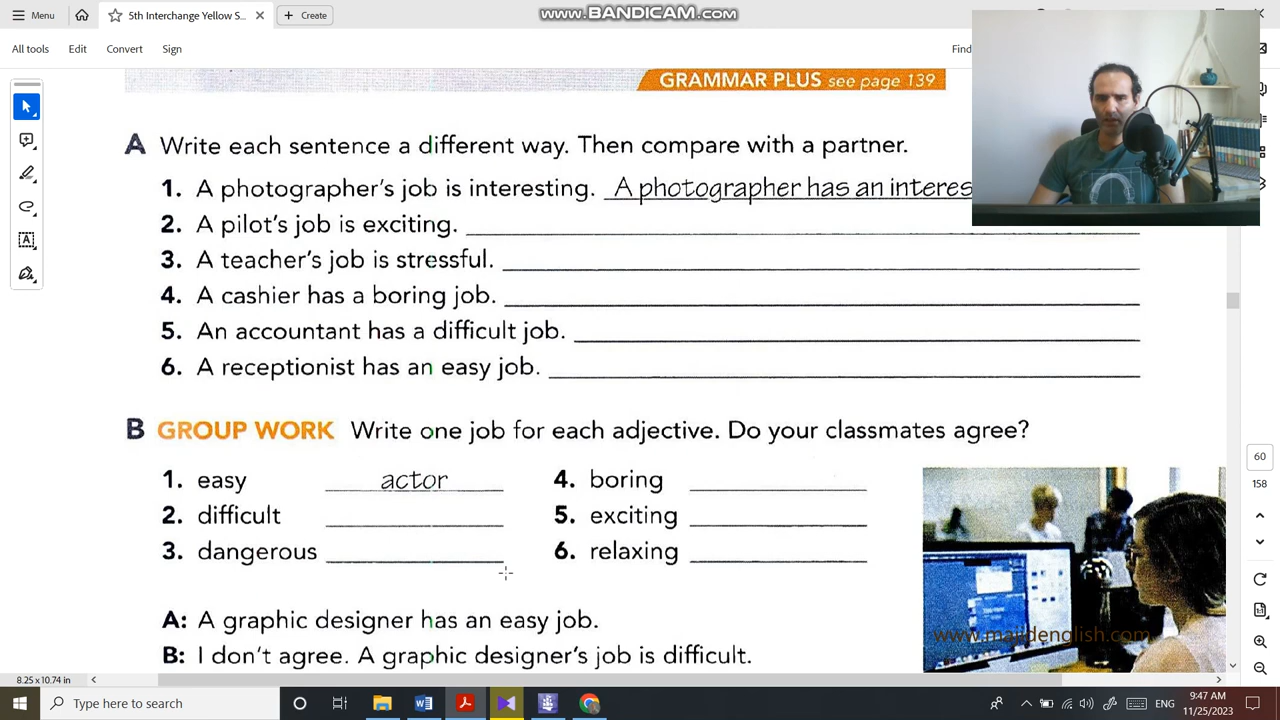 Menu
5th Interchange Yellow S...
Create
www.BANDICAM.com
All tools Edit Convert Sign Find
GRAMMAR PLUS see page 139
A Write each sentence a different way. Then compare with a partner.
1. A photographer's job is interesting. A photographer has an interes
2. A pilot's job is exciting.
3. A teacher's job is stressful.
4. A cashier has a boring job.
5. An accountant has a difficult job.
6. A receptionist has an easy job.
B GROUP WORK Write one job for each adjective. Do your classmates agree?
1. easy actor 4. boring
2. difficult 5. exciting
3. dangerous 6. relaxing
A: A graphic designer has an easy job.
B: I don't agree. A graphic designer's job is difficult.
www.majidenglish.com
60
158
8.25 x 10.74 in
Type here to search
ENG
9:47 AM
11/25/2023